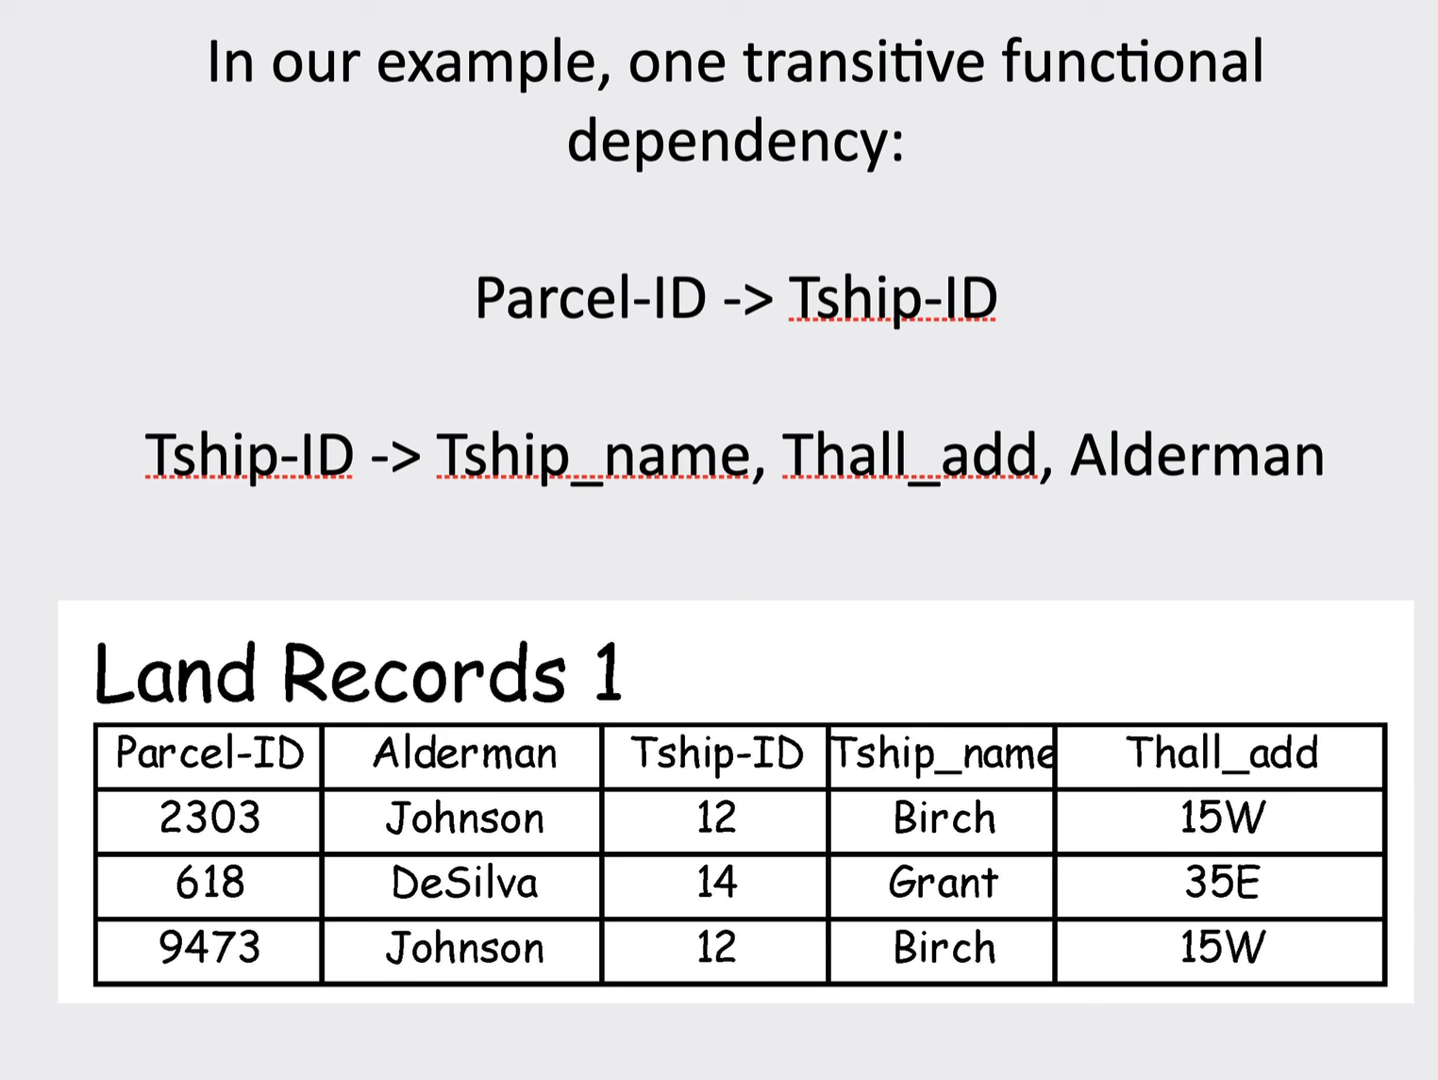 In our example, one transitive functional
dependency:
Parcel-ID -> Tship-ID
Tship-ID -> Tship_name, Thall_add, Alderman
Land Records 1
Parcel-ID Alderman Tship-ID Tship_name Thall_add
2303 Johnson 12 Birch 15W
618 DeSilva 14 Grant 35E
9473 Johnson 12 Birch 15W